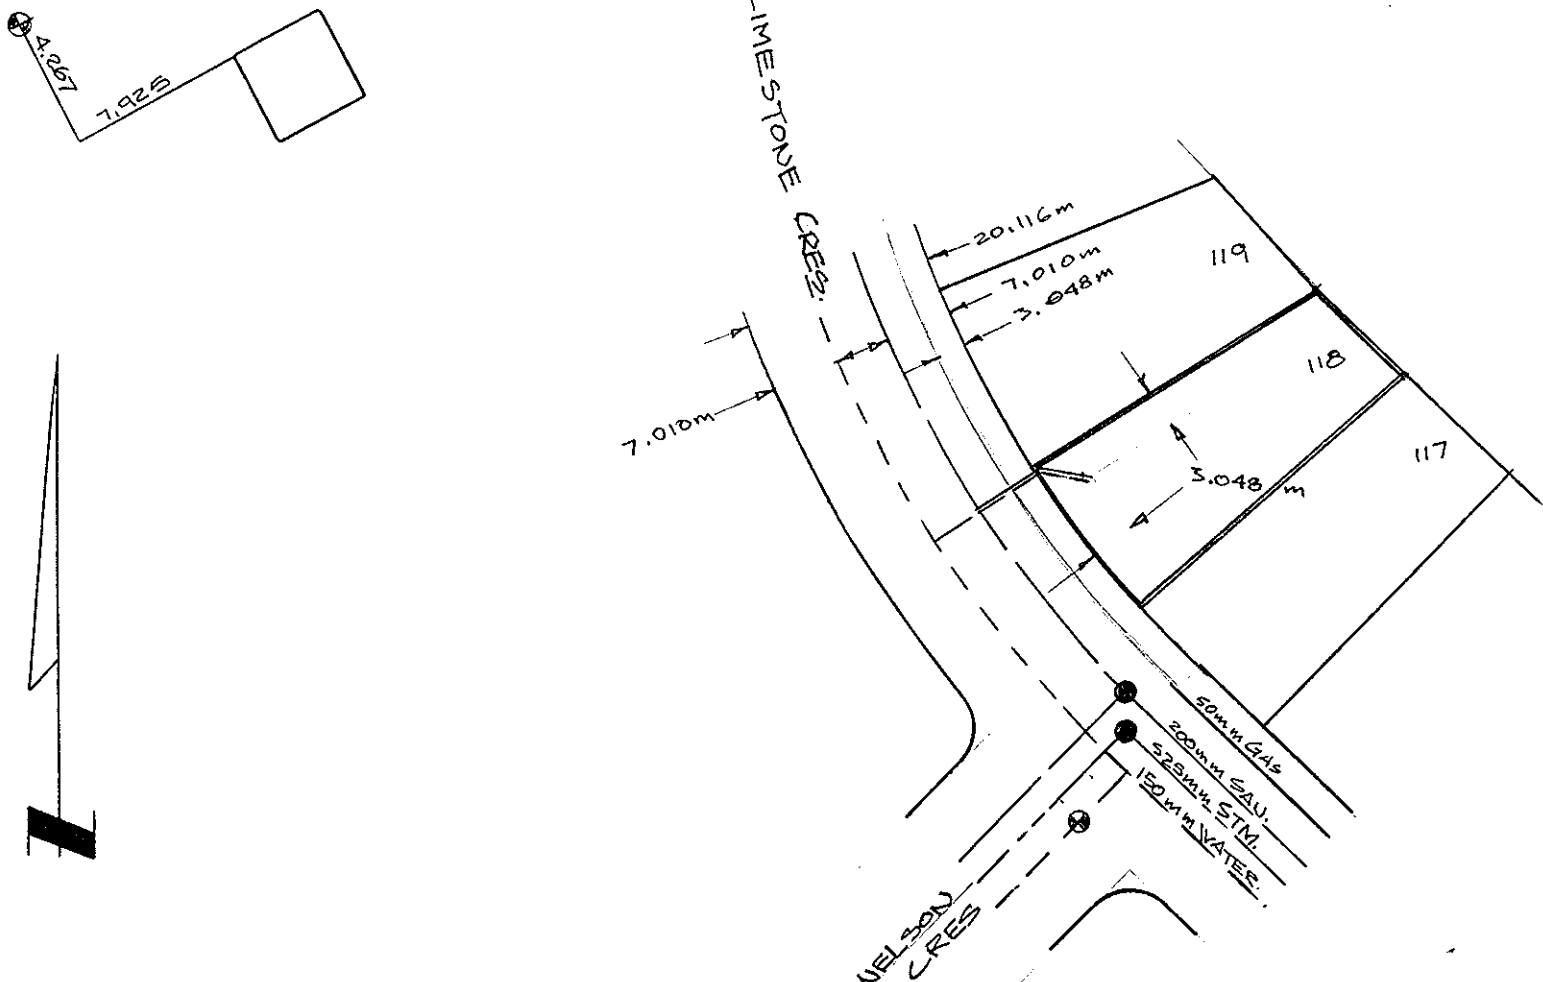 4.267
7.925
LIMESTONE CRES.
20.116m
7.010m
3.048m
119
118
117
7.010m
3.048 m
50mm GAS
200mm SAN.
525mm STM.
150mm WATER.
NELSON
CRES